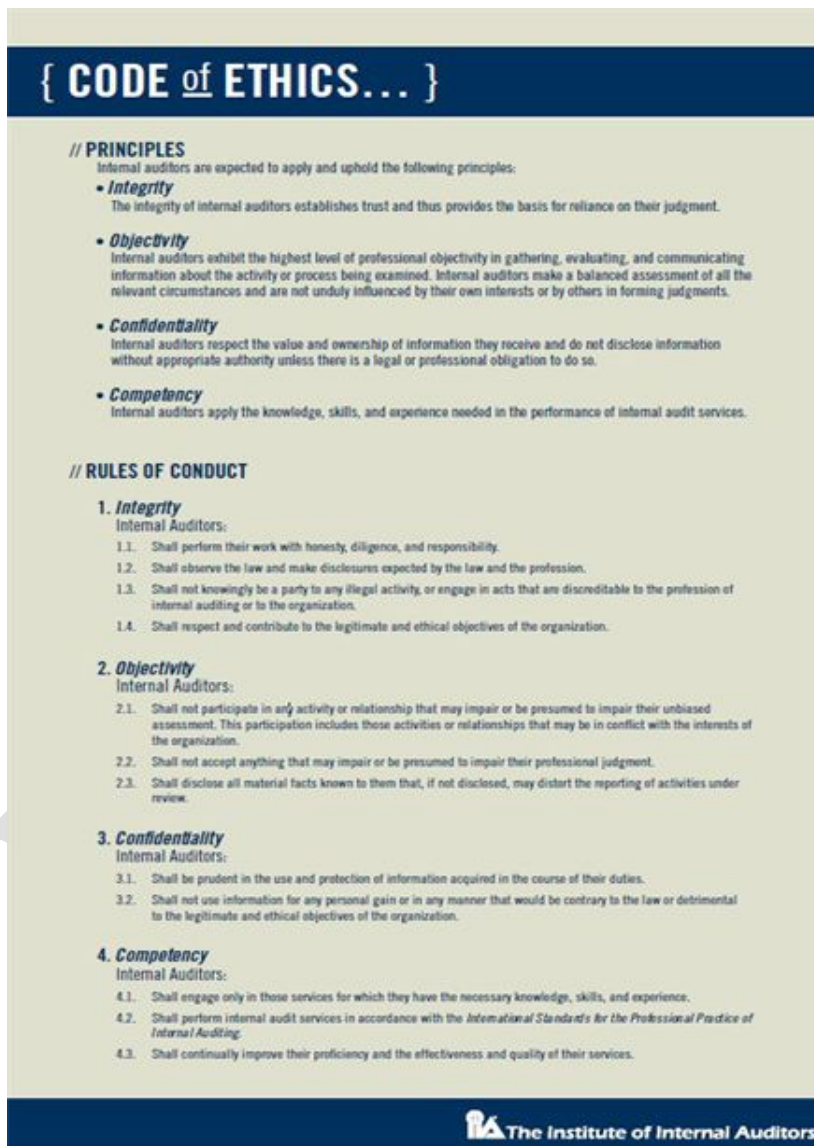 { CODE of ETHICS... }
// PRINCIPLES
Internal auditors are expected to apply and uphold the following principles:
• Integrity
The integrity of internal auditors establishes trust and thus provides the basis for reliance on their judgment.
• Objectivity
Internal auditors exhibit the highest level of professional objectivity in gathering, evaluating, and communicating
information about the activity or process being examined. Internal auditors make a balanced assessment of all the
relevant circumstances and are not unduly influenced by their own interests or by others in forming judgments.
• Confidentiality
Internal auditors respect the value and ownership of information they receive and do not disclose information
without appropriate authority unless there is a legal or professional obligation to do so.
• Competency
Internal auditors apply the knowledge, skills, and experience needed in the performance of internal audit services.
// RULES OF CONDUCT
1. Integrity
Internal Auditors:
1.1. Shall perform their work with honesty, diligence, and responsibility.
1.2. Shall observe the law and make disclosures expected by the law and the profession.
1.3. Shall not knowingly be a party to any illegal activity, or engage in acts that are discreditable to the profession of
internal auditing or to the organization.
1.4. Shall respect and contribute to the legitimate and ethical objectives of the organization.
2. Objectivity
Internal Auditors:
2.1. Shall not participate in any activity or relationship that may impair or be presumed to impair their unbiased
assessment. This participation includes those activities or relationships that may be in conflict with the interests of
the organization.
2.2. Shall not accept anything that may impair or be presumed to impair their professional judgment.
2.3. Shall disclose all material facts known to them that, if not disclosed, may distort the reporting of activities under
review.
3. Confidentiality
Internal Auditors:
3.1. Shall be prudent in the use and protection of information acquired in the course of their duties.
3.2. Shall not use information for any personal gain or in any manner that would be contrary to the law or detrimental
to the legitimate and ethical objectives of the organization.
4. Competency
Internal Auditors:
4.1. Shall engage only in those services for which they have the necessary knowledge, skills, and experience.
4.2. Shall perform internal audit services in accordance with the International Standards for the Professional Practice of
Internal Auditing.
4.3. Shall continually improve their proficiency and the effectiveness and quality of their services.
IIA The Institute of Internal Auditors